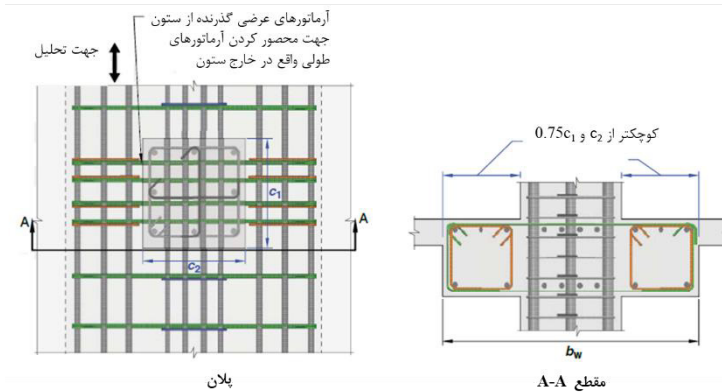 آرماتورهای عرضی گذرنده از ستون
جهت محصور کردن آرماتورهای
طولی واقع در خارج ستون
جهت تحلیل
کوچکتر از c₂ و 0.75c₁
c₁
A
A
c₂
bw
پلان
مقطع A-A